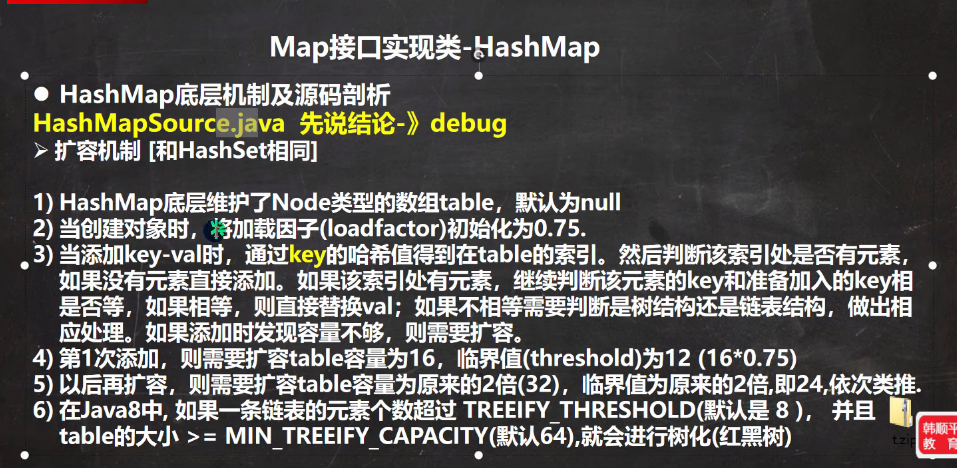 Map接口实现类-HashMap
● HashMap底层机制及源码剖析
HashMapSource.java 先说结论-》debug
➢ 扩容机制 [和HashSet相同]
1) HashMap底层维护了Node类型的数组table，默认为null
2) 当创建对象时，将加载因子(loadfactor)初始化为0.75.
3) 当添加key-val时，通过key的哈希值得到在table的索引。然后判断该索引处是否有元素，
如果没有元素直接添加。如果该索引处有元素，继续判断该元素的key和准备加入的key相
是否等，如果相等，则直接替换val；如果不相等需要判断是树结构还是链表结构，做出相
应处理。如果添加时发现容量不够，则需要扩容。
4) 第1次添加，则需要扩容table容量为16，临界值(threshold)为12 (16*0.75)
5) 以后再扩容，则需要扩容table容量为原来的2倍(32)，临界值为原来的2倍,即24,依次类推.
6) 在Java8中, 如果一条链表的元素个数超过 TREEIFY_THRESHOLD(默认是 8 )， 并且
table的大小 >= MIN_TREEIFY_CAPACITY(默认64),就会进行树化(红黑树)
t.zip
韩顺平
教 育